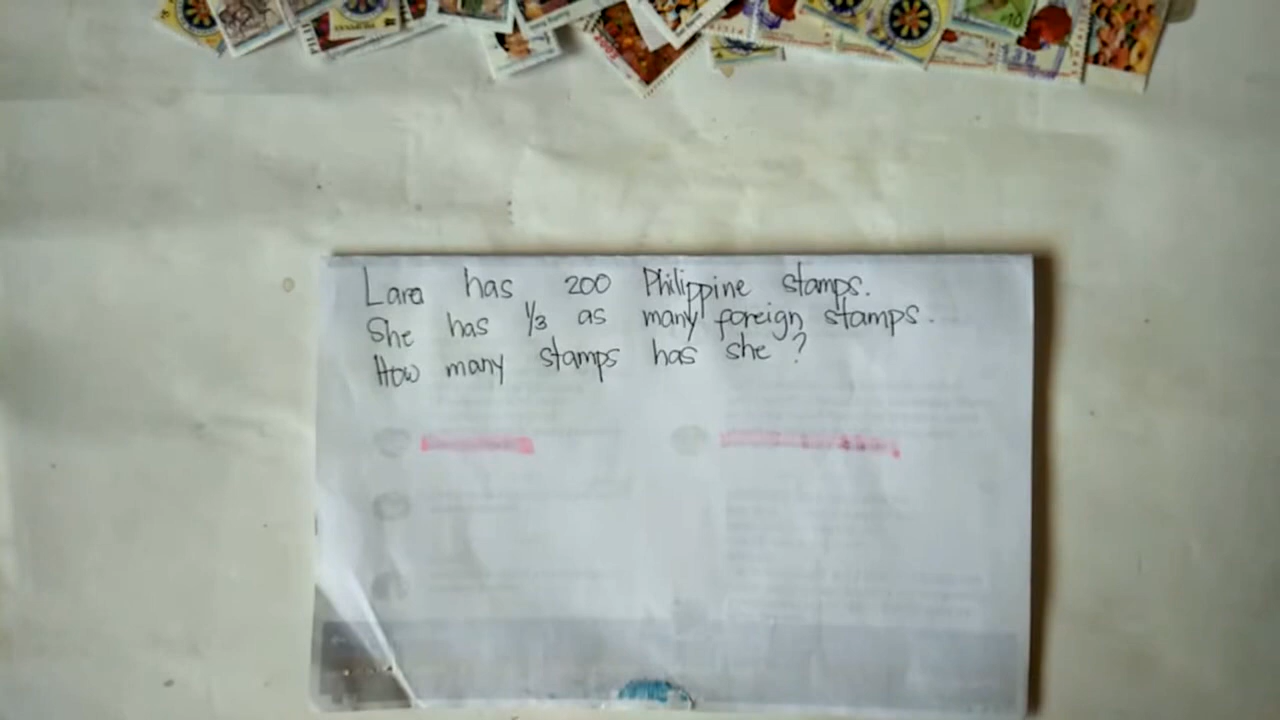 Lara has 200 Philippine stamps.
She has 1/3 as many foreign stamps.
How many stamps has she?